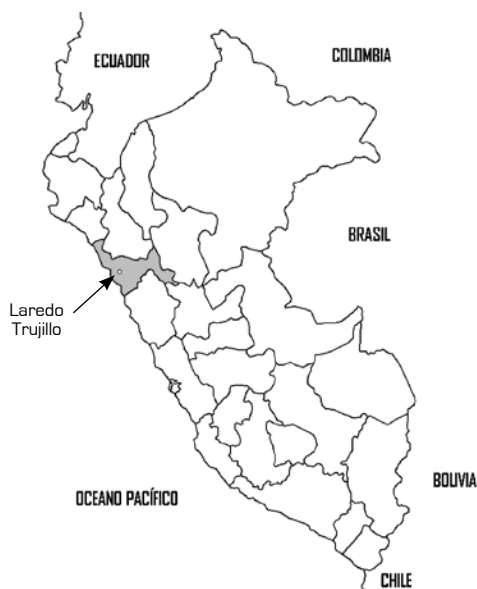 ECUADOR
COLOMBIA
BRASIL
Laredo
Trujillo
OCEANO PACÍFICO
BOLIVIA
CHILE